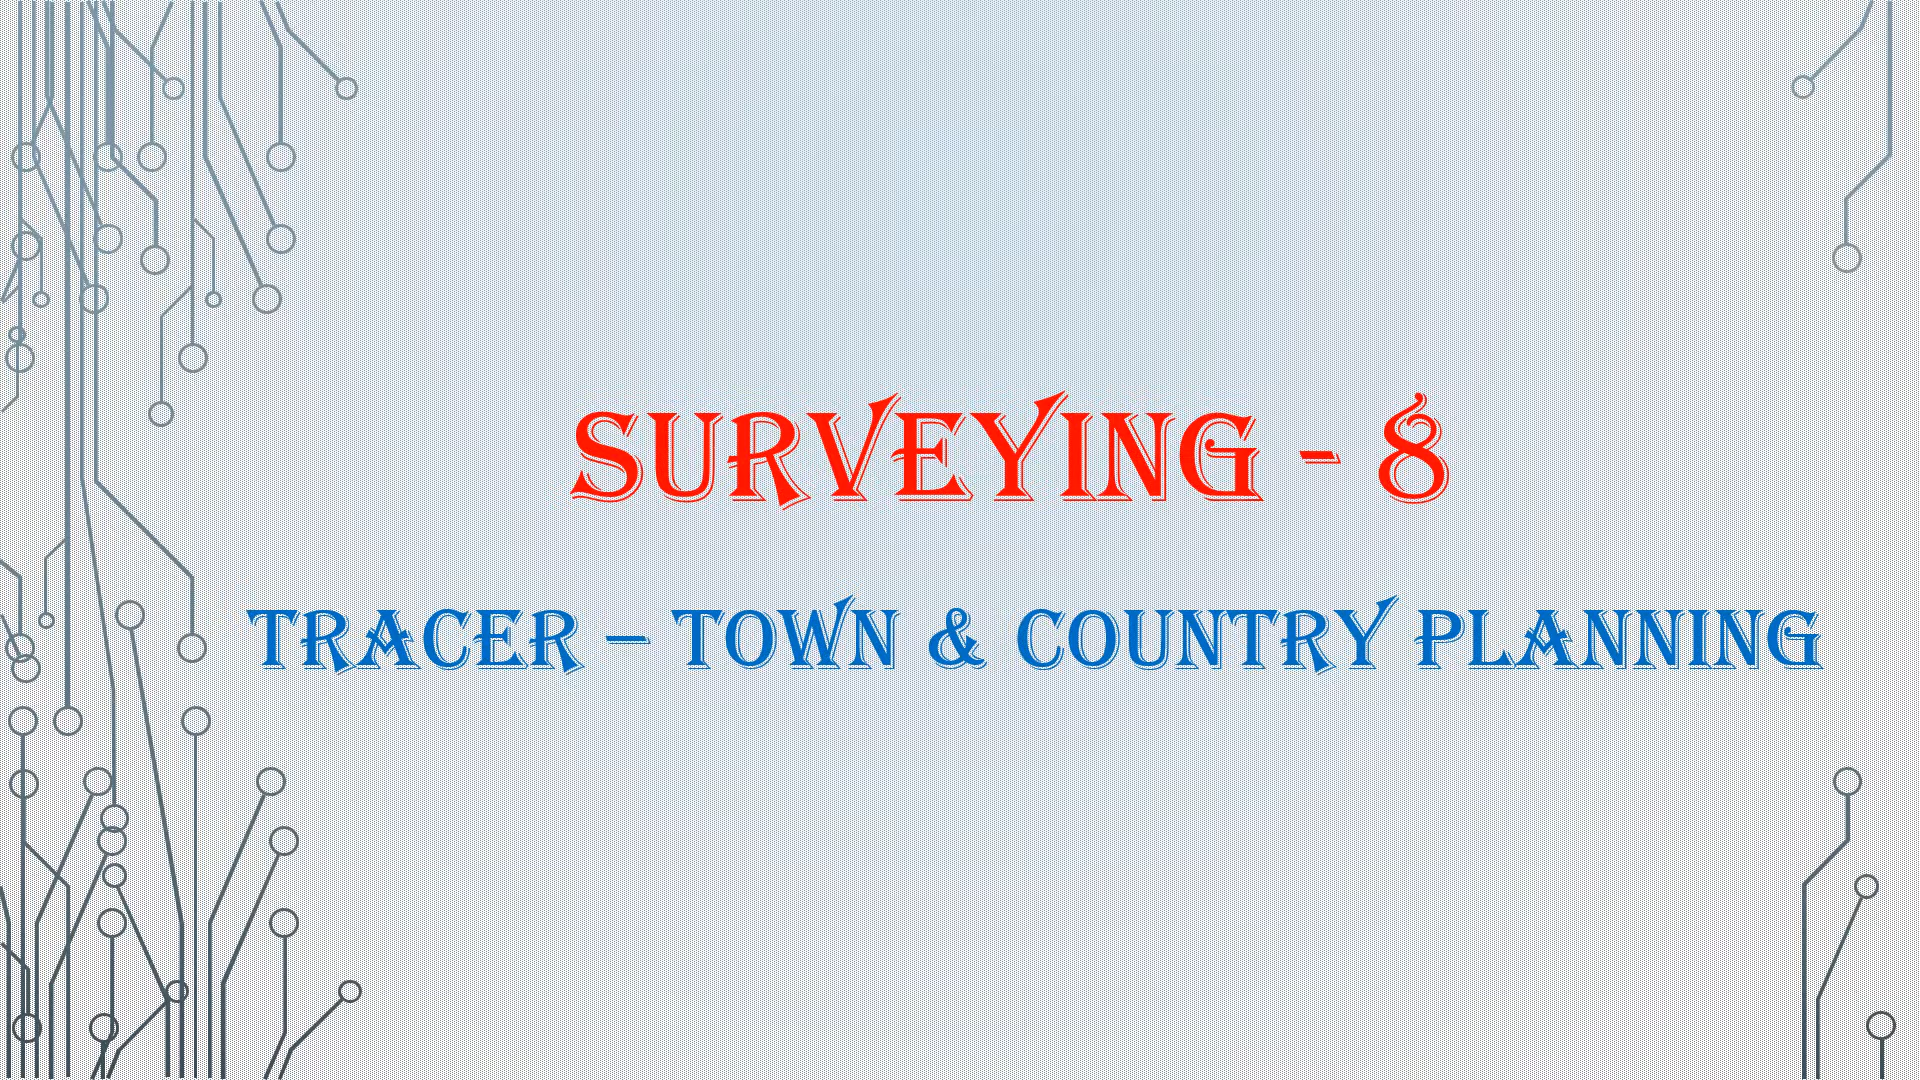 SURVEYING - 8
TRACER – TOWN & COUNTRY PLANNING